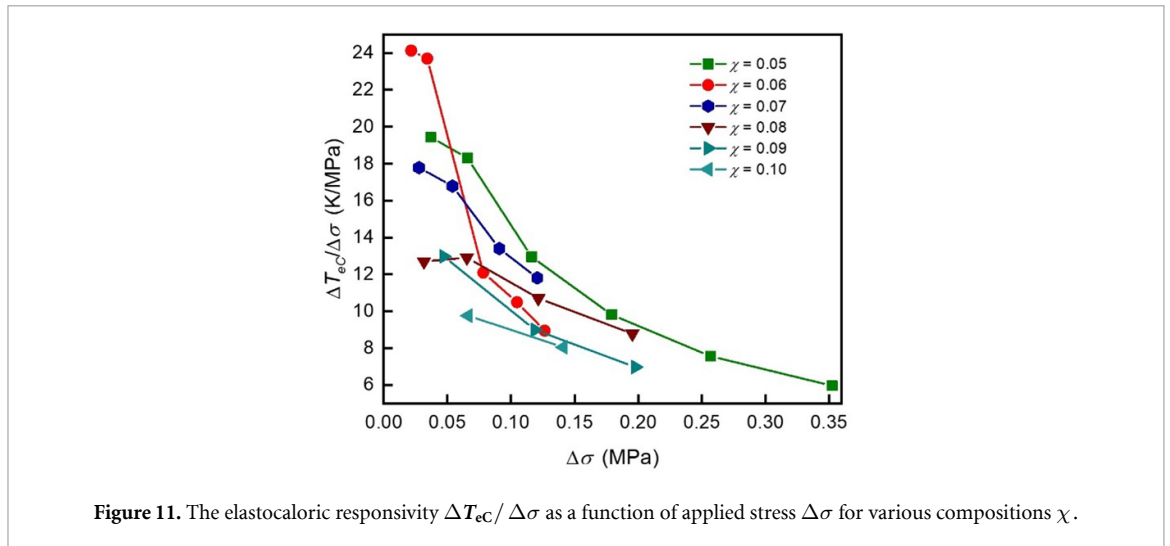 24
22
20
18
16
14
12
10
8
6
ΔT_eC/Δσ (K/MPa)
χ = 0.05
χ = 0.06
χ = 0.07
χ = 0.08
χ = 0.09
χ = 0.10
0.00 0.05 0.10 0.15 0.20 0.25 0.30 0.35
Δσ (MPa)
Figure 11. The elastocaloric responsivity ΔT_eC/ Δσ as a function of applied stress Δσ for various compositions χ.